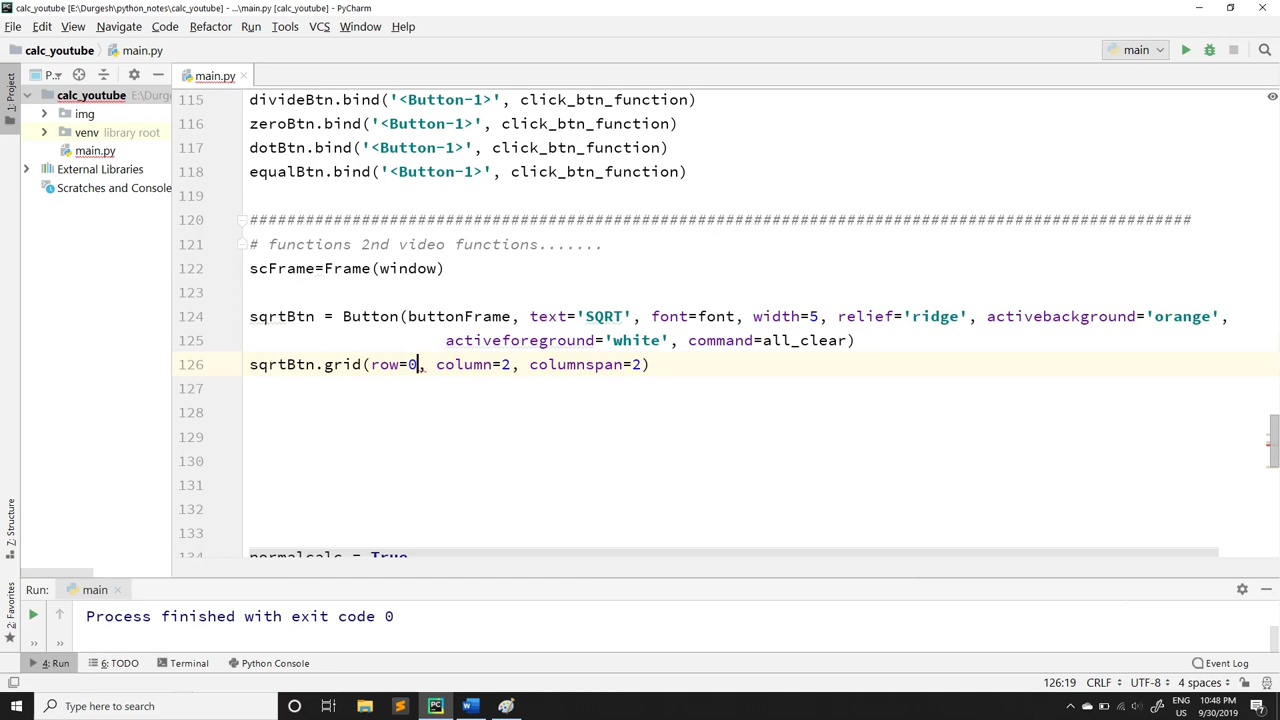 calc_youtube [E:\Durgesh\python_notes\calc_youtube] - ...\main.py [calc_youtube] - PyCharm
File Edit View Navigate Code Refactor Run Tools VCS Window Help
calc_youtube main.py main
P... main.py
1: Project
calc_youtube E:\Durge
img
venv library root
main.py
External Libraries
Scratches and Console
115 divideBtn.bind('<Button-1>', click_btn_function)
116 zeroBtn.bind('<Button-1>', click_btn_function)
117 dotBtn.bind('<Button-1>', click_btn_function)
118 equalBtn.bind('<Button-1>', click_btn_function)
119
120 #####################################################################################################
121 # functions 2nd video functions.......
122 scFrame=Frame(window)
123
124 sqrtBtn = Button(buttonFrame, text='SQRT', font=font, width=5, relief='ridge', activebackground='orange',
125 activeforeground='white', command=all_clear)
126 sqrtBtn.grid(row=0, column=2, columnspan=2)
127
128
129
130
131
132
133
134 normalcalc = True
Z: Structure
2: Favorites
Run: main
Process finished with exit code 0
4: Run 6: TODO Terminal Python Console Event Log
126:19 CRLF UTF-8 4 spaces
Type here to search
ENG 10:48 PM
US 9/30/2019
7